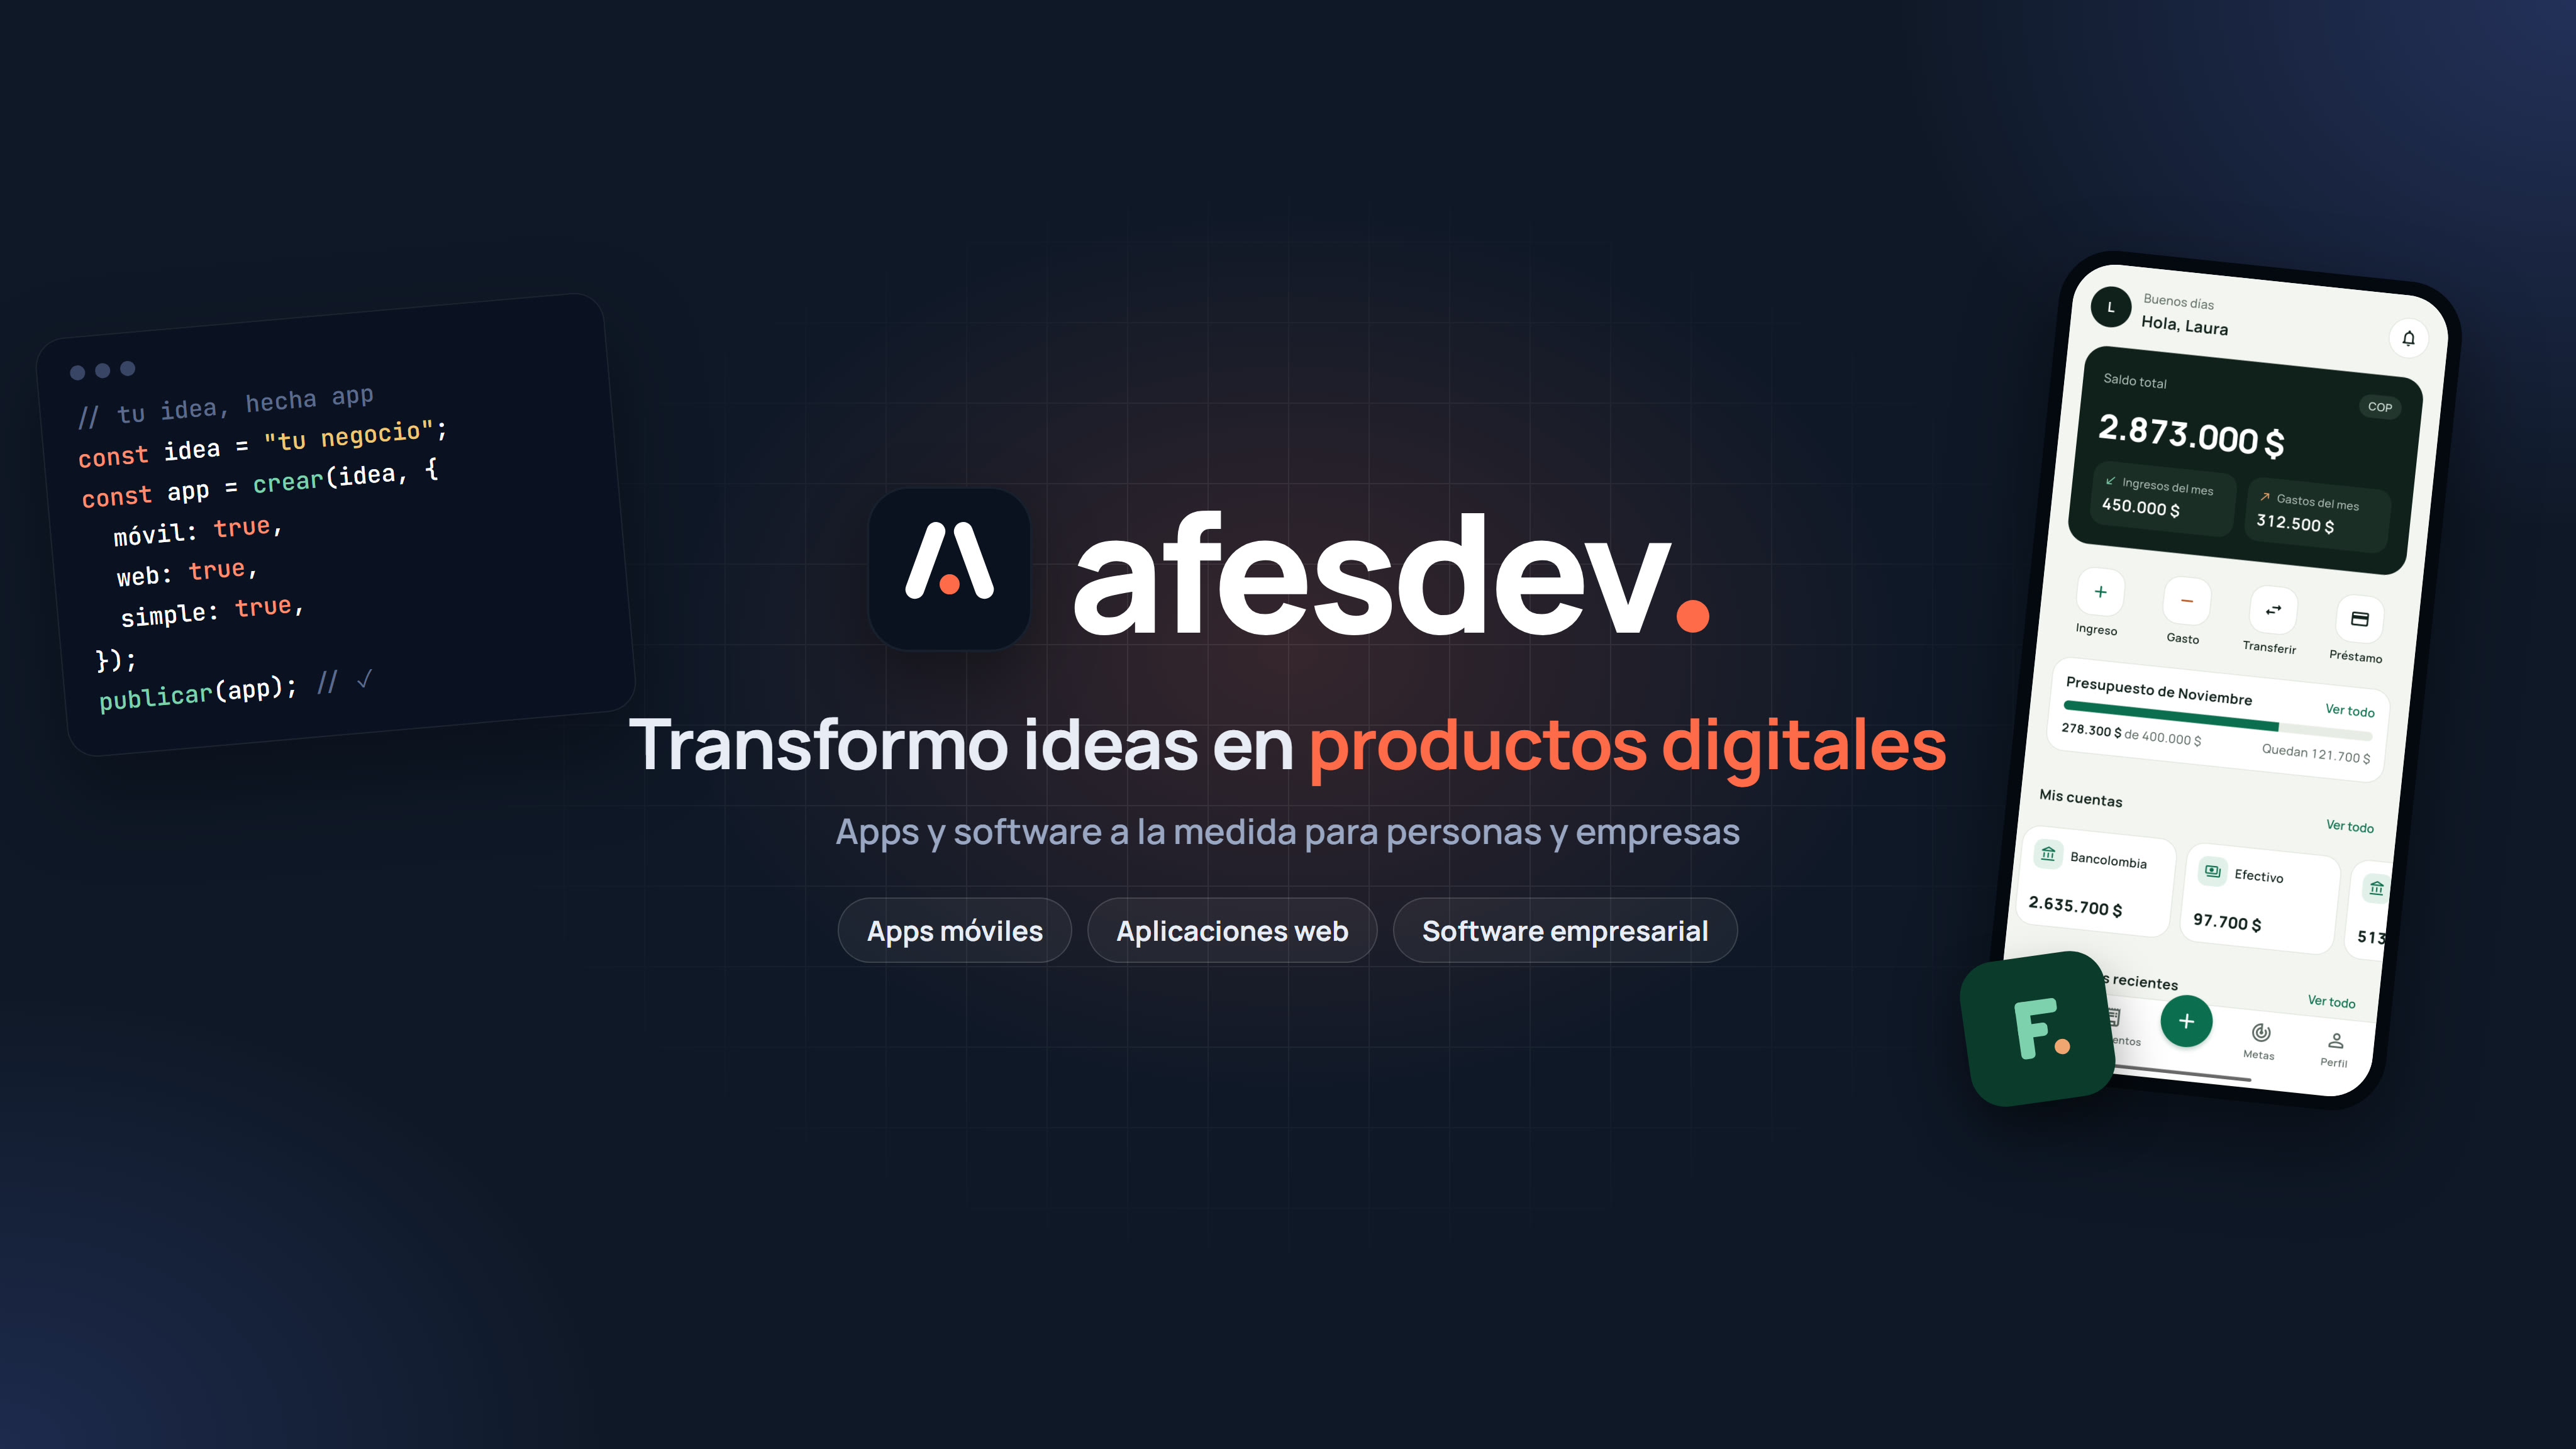 // tu idea, hecha app
const idea = "tu negocio";
const app = crear(idea, {
móvil: true,
web: true,
simple: true,
});
publicar(app); // ✓
afesdev.
Transformo ideas en productos digitales
Apps y software a la medida para personas y empresas
Apps móviles
Aplicaciones web
Software empresarial
L
Buenos días
Hola, Laura
Saldo total
COP
2.873.000 $
Ingresos del mes
450.000 $
Gastos del mes
312.500 $
Ingreso
Gasto
Transferir
Préstamo
Presupuesto de Noviembre
Ver todo
278.300 $ de 400.000 $
Quedan 121.700 $
Mis cuentas
Ver todo
Bancolombia
2.635.700 $
Efectivo
97.700 $
513
s recientes
Ver todo
entos
Metas
Perfil
F.